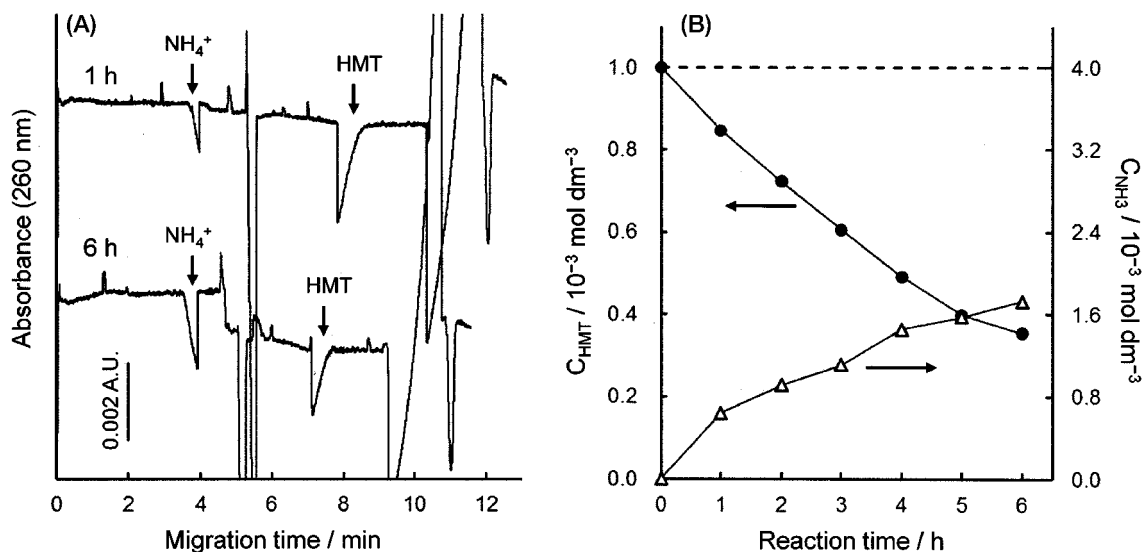 (A)
NH₄⁺
1 h
HMT
NH₄⁺
6 h
HMT
0.002 A.U.
Absorbance (260 nm)
0 2 4 6 8 10 12
Migration time / min
(B)
1.0
0.8
0.6
0.4
0.2
0.0
C_HMT / 10⁻³ mol dm⁻³
4.0
3.2
2.4
1.6
0.8
0.0
C_NH3 / 10⁻³ mol dm⁻³
0 1 2 3 4 5 6
Reaction time / h